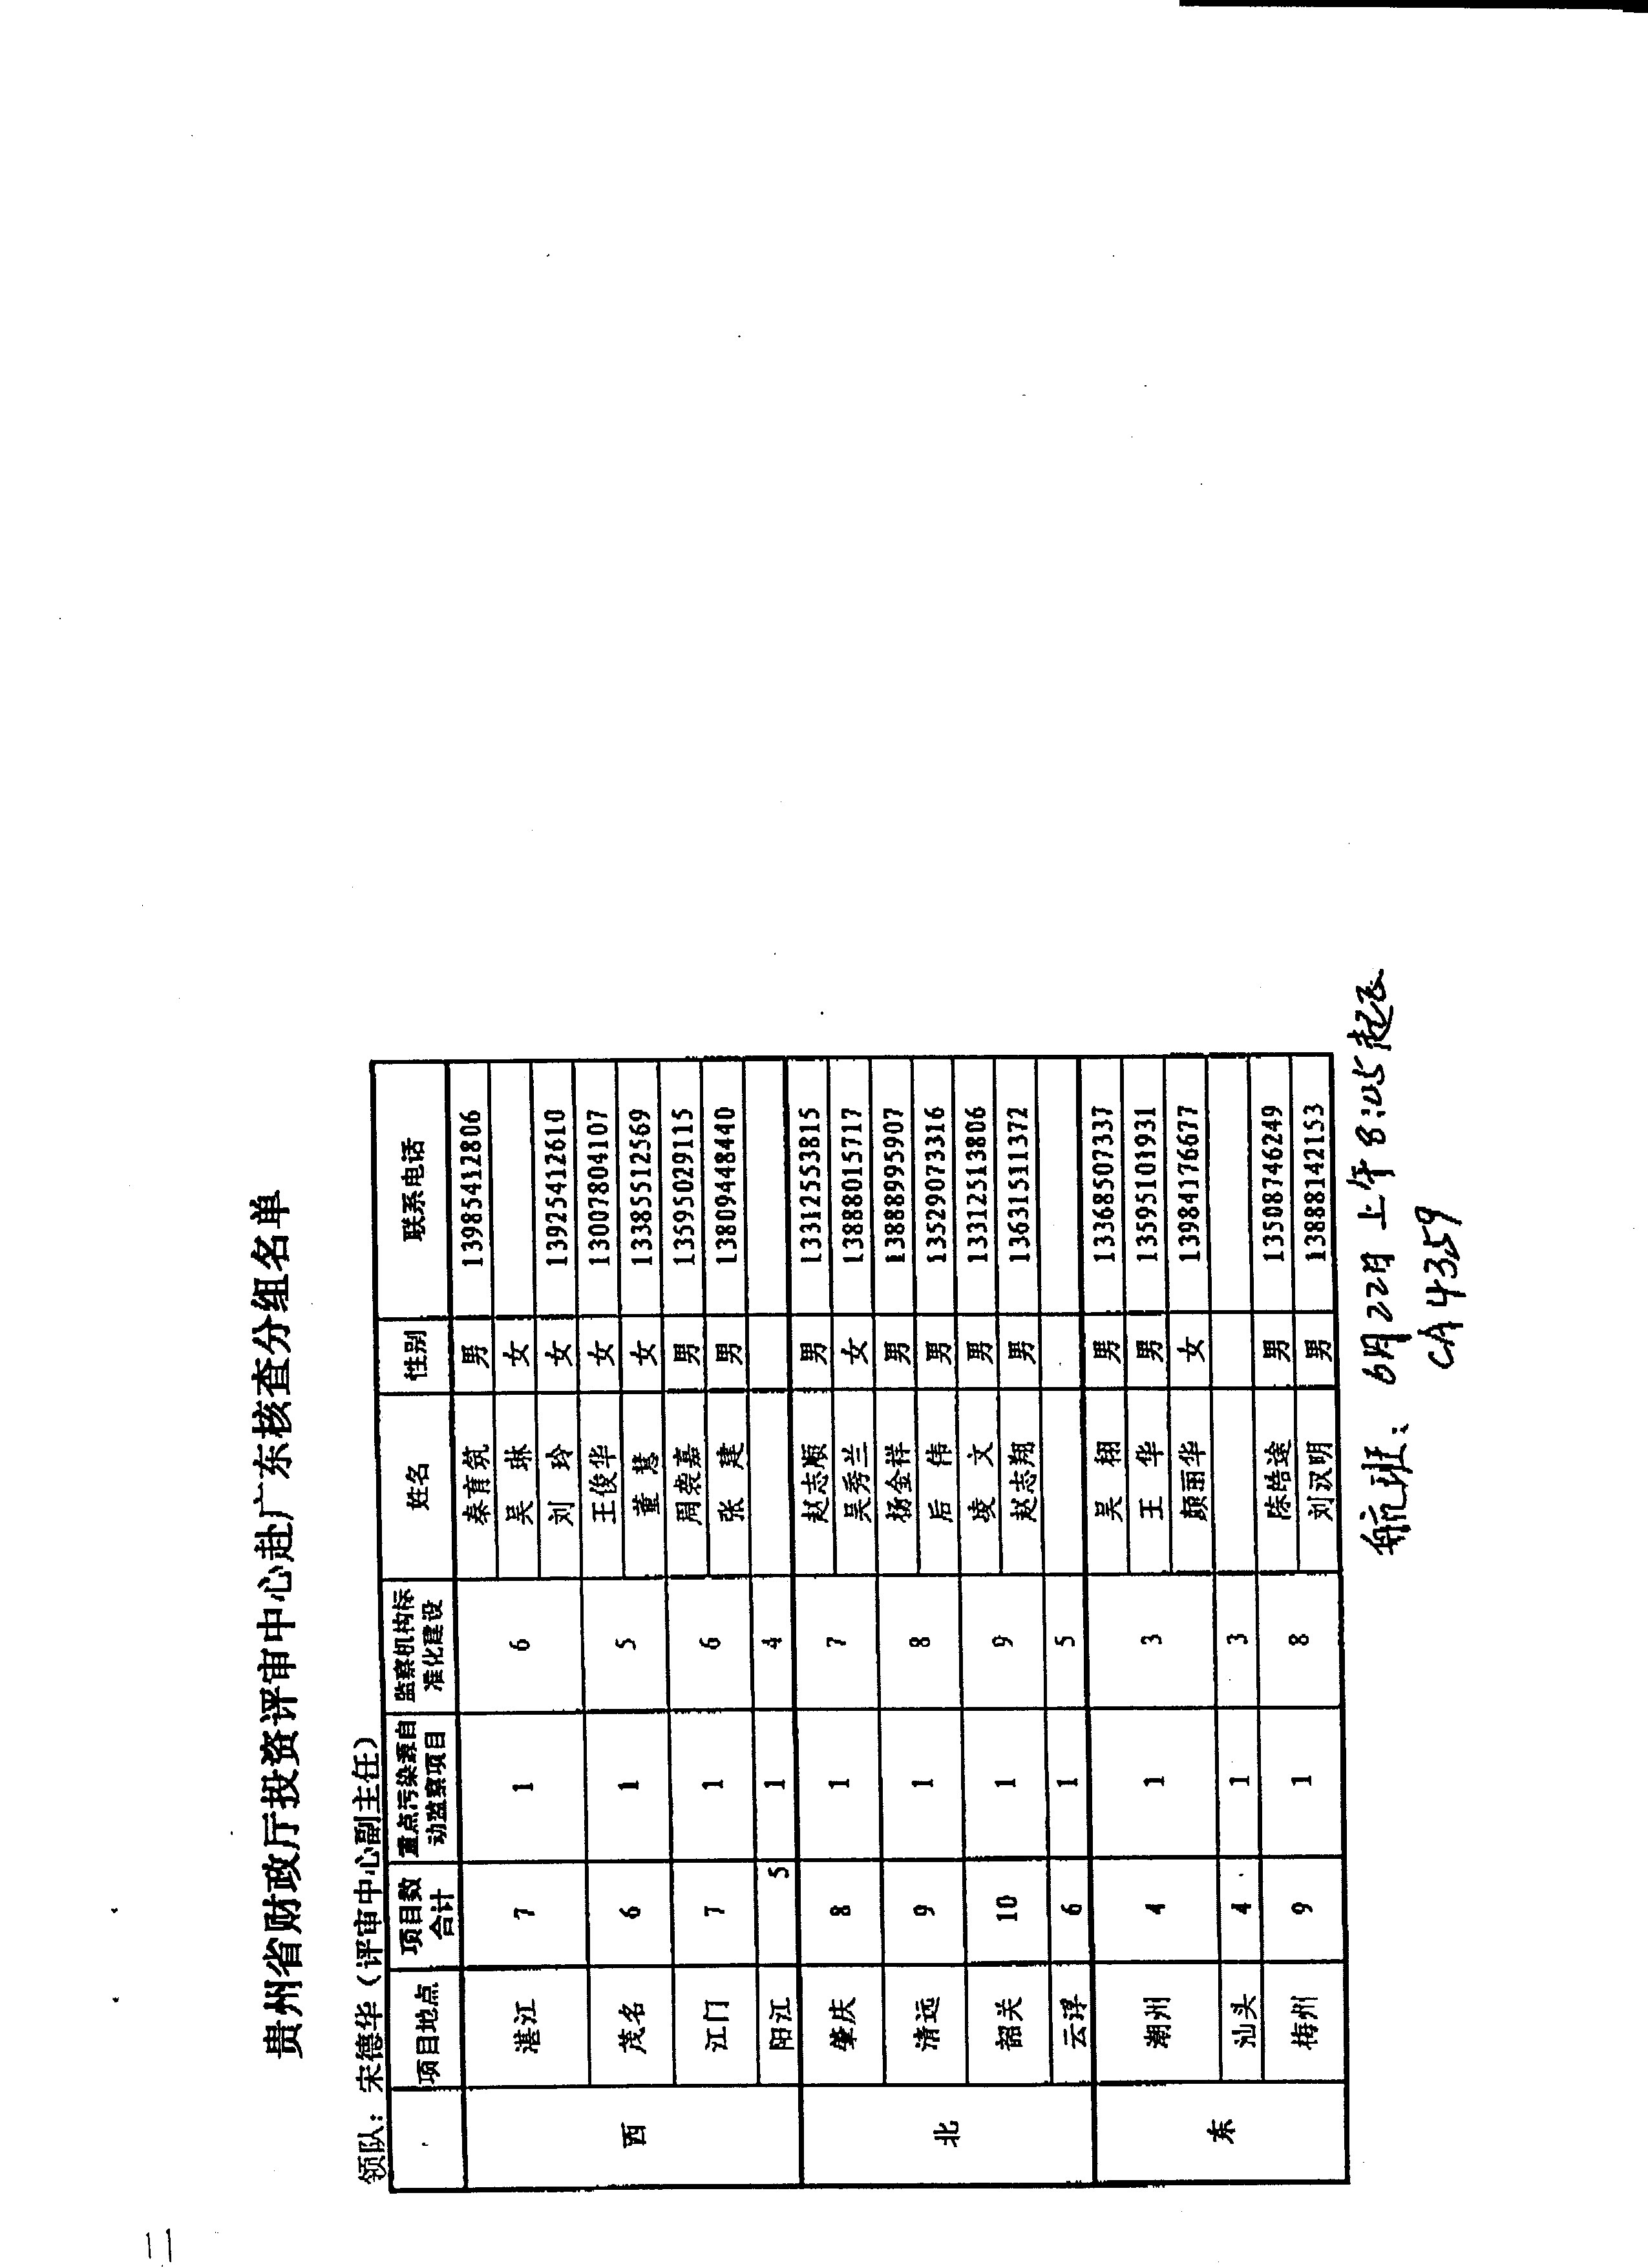 贵州省财政厅投资评审中心赴广东核查分组名单
领队：宋德华（评审中心副主任）
项目地点 项目数合计 重点污染源自动监察项目 监察机构标准化建设 姓名 性别 联系电话
西 湛江 7 1 6 秦育筑 男 13985412806
吴琳 女
刘玲 女 13925412610
茂名 6 1 5 王俊华 女 13007804107
董慧 女 13385512569
江门 7 1 6 周袭嘉 男 13595029115
张建 男 13809448440
阳江 5 1 4
北 肇庆 8 1 7 赵志顺 男 13312553815
吴秀兰 女 13888015717
清远 9 1 8 杨金祥 男 13888995907
后伟 男 13529073316
韶关 10 1 9 凌文 男 13312513806
赵志翔 男 13631511372
云浮 6 1 5
东 潮州 4 1 3 吴栩 男 13368507337
王华 男 13595101931
颜丽华 女 13984176677
汕头 4 1 3
梅州 9 1 8 陈皓途 男 13508746249
刘汉明 男 13888142153
航班： 6月22日上午8:45起飞
CA 4359
11